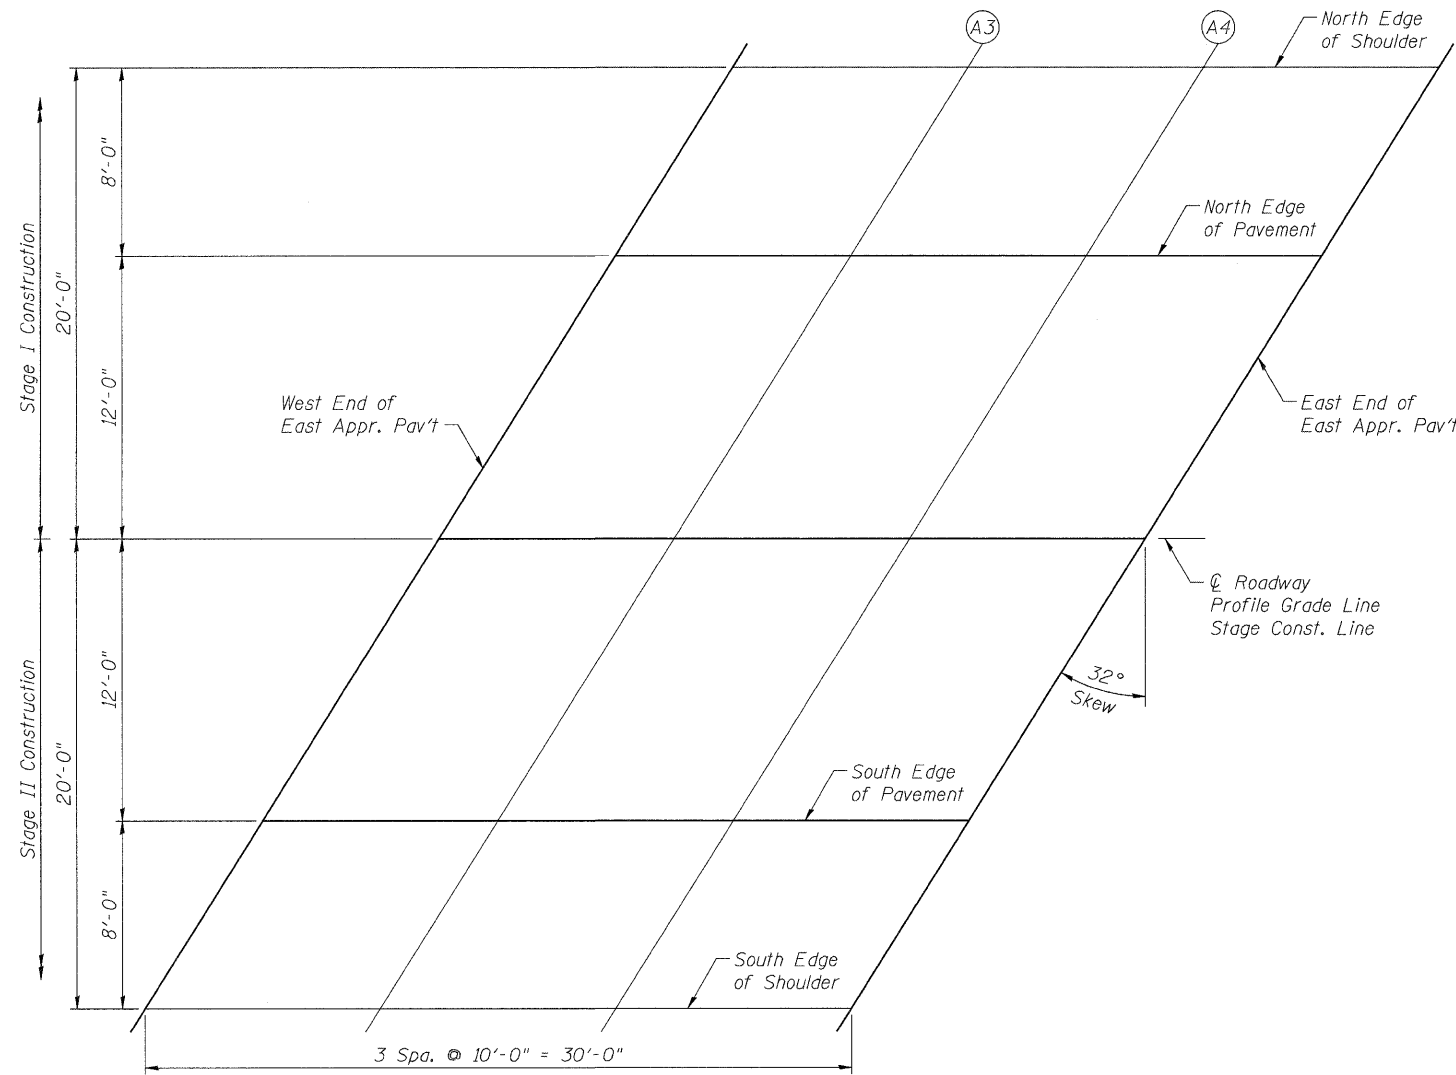 A3
A4
North Edge
of Shoulder
8'-0"
North Edge
of Pavement
Stage I Construction
20'-0"
12'-0"
West End of
East Appr. Pav't
East End of
East Appr. Pav't
℄ Roadway
Profile Grade Line
Stage Const. Line
32°
Skew
Stage II Construction
20'-0"
12'-0"
South Edge
of Pavement
8'-0"
South Edge
of Shoulder
3 Spa. @ 10'-0" = 30'-0"